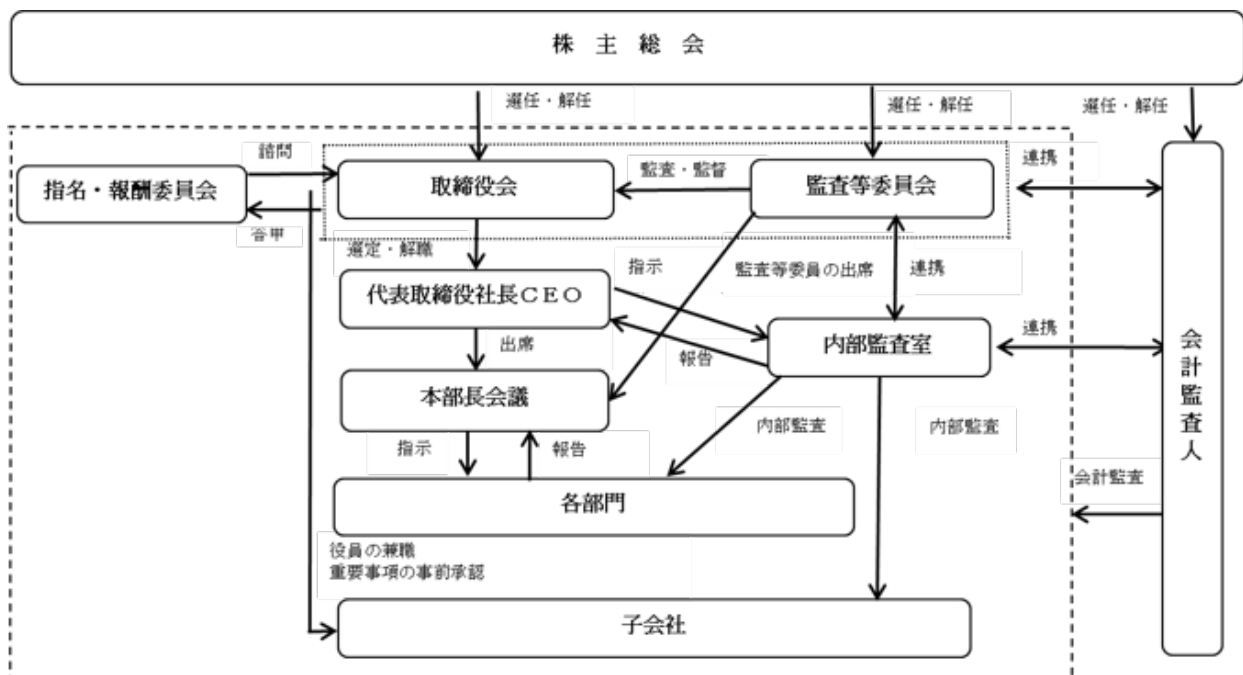 株 主 総 会
選任・解任
選任・解任
選任・解任
諮問
指名・報酬委員会
取締役会
監査・監督
監査等委員会
連携
選定・解職
指示
監査等委員の出席
連携
代表取締役社長CEO
出席
報告
内部監査室
連携
会計監査人
本部長会議
指示
報告
内部監査
内部監査
各部門
会計監査
役員の兼職
重要事項の事前承認
子会社